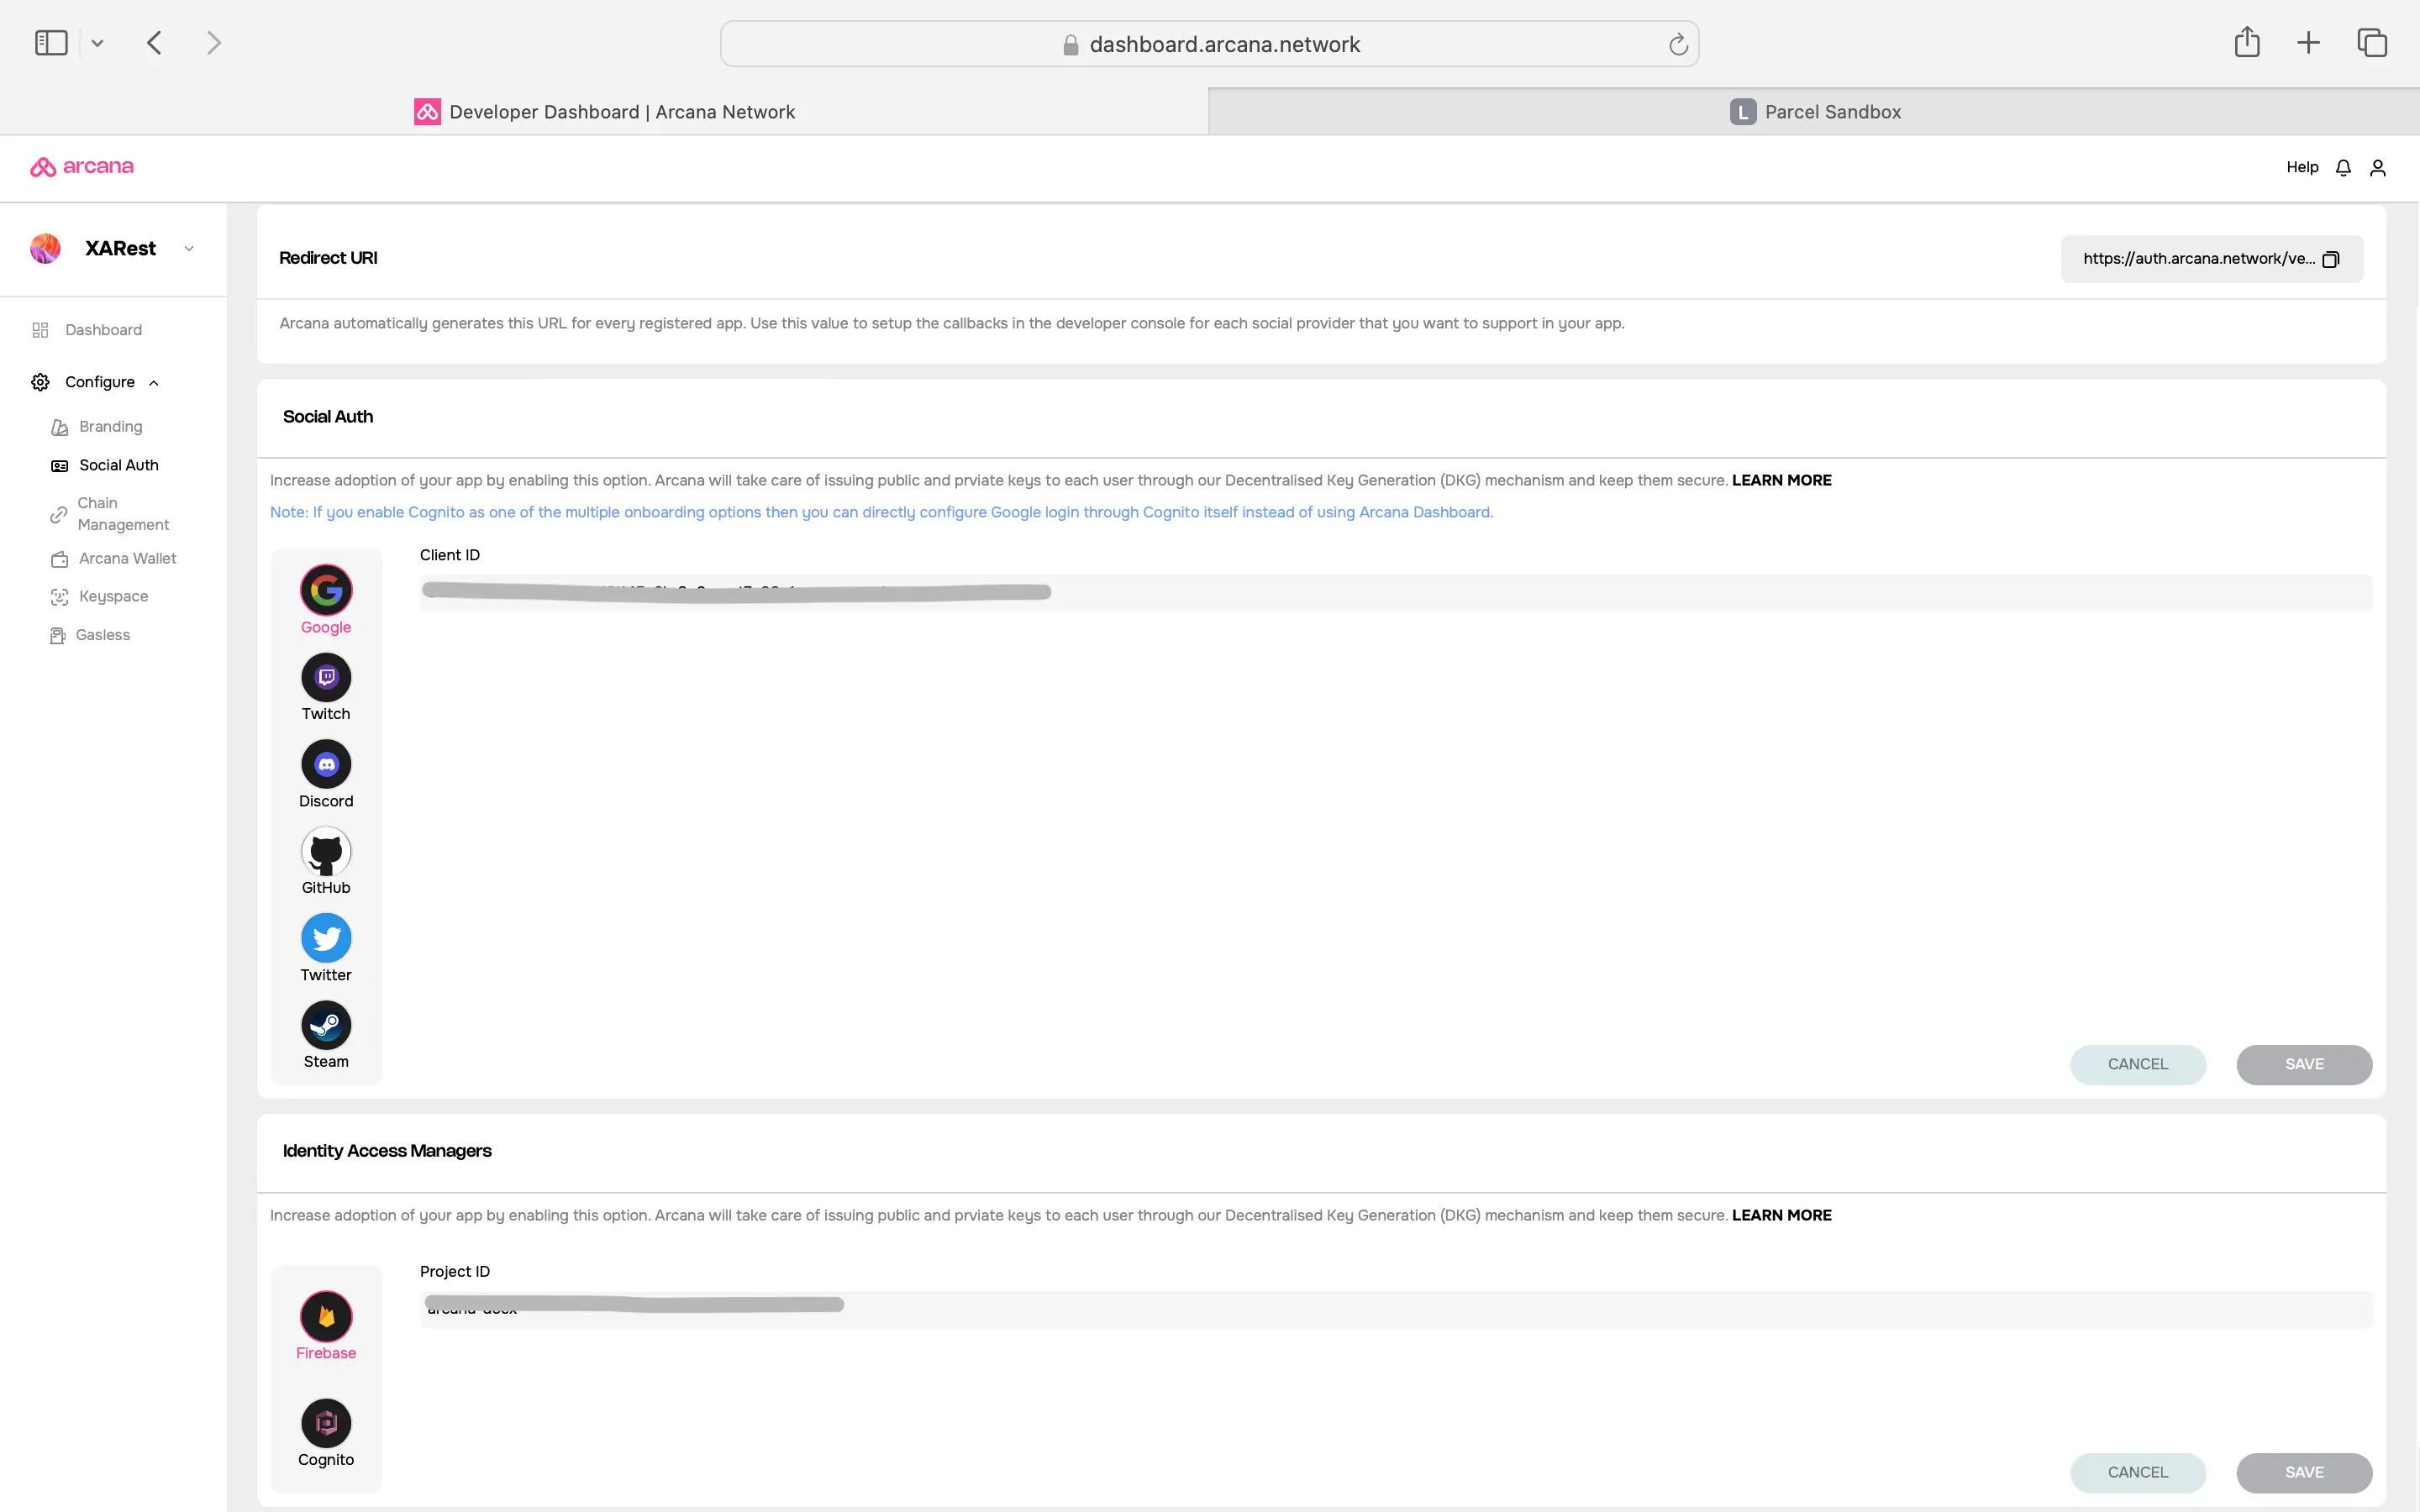 dashboard.arcana.network
Developer Dashboard | Arcana Network
L Parcel Sandbox
arcana
Help
XARest
Dashboard
Configure
Branding
Social Auth
Chain
Management
Arcana Wallet
Keyspace
Gasless
Redirect URI
https://auth.arcana.network/ve...
Arcana automatically generates this URL for every registered app. Use this value to setup the callbacks in the developer console for each social provider that you want to support in your app.
Social Auth
Increase adoption of your app by enabling this option. Arcana will take care of issuing public and prviate keys to each user through our Decentralised Key Generation (DKG) mechanism and keep them secure. LEARN MORE
Note: If you enable Cognito as one of the multiple onboarding options then you can directly configure Google login through Cognito itself instead of using Arcana Dashboard.
Google
Twitch
Discord
GitHub
Twitter
Steam
Client ID
CANCEL
SAVE
Identity Access Managers
Increase adoption of your app by enabling this option. Arcana will take care of issuing public and prviate keys to each user through our Decentralised Key Generation (DKG) mechanism and keep them secure. LEARN MORE
Firebase
Cognito
Project ID
CANCEL
SAVE